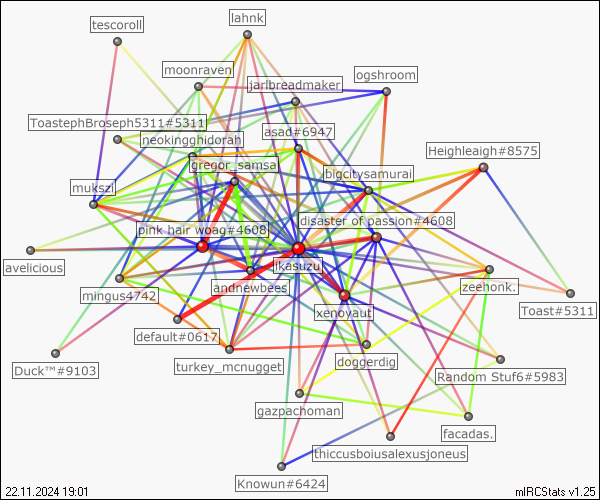 tescoroll
lahnk
moonraven
jarlbreadmaker
ogshroom
ToastephBroseph5311#5311
neokingghidorah
asad#6947
Heighleaigh#8575
gregor_samsa
bigcitysamurai
mukszi
disaster of passion#4608
pink hair woag#4608
avelicious
ikasuzu
mingus4742
andnewbees
xenoyaut
zeehonk.
Toast#5311
default#0617
Duck™#9103
turkey_mcnugget
doggerdig
Random Stuf6#5983
gazpachoman
facadas.
thiccusboiusalexusjoneus
Knowun#6424
22.11.2024 19:01
mIRCStats v1.25